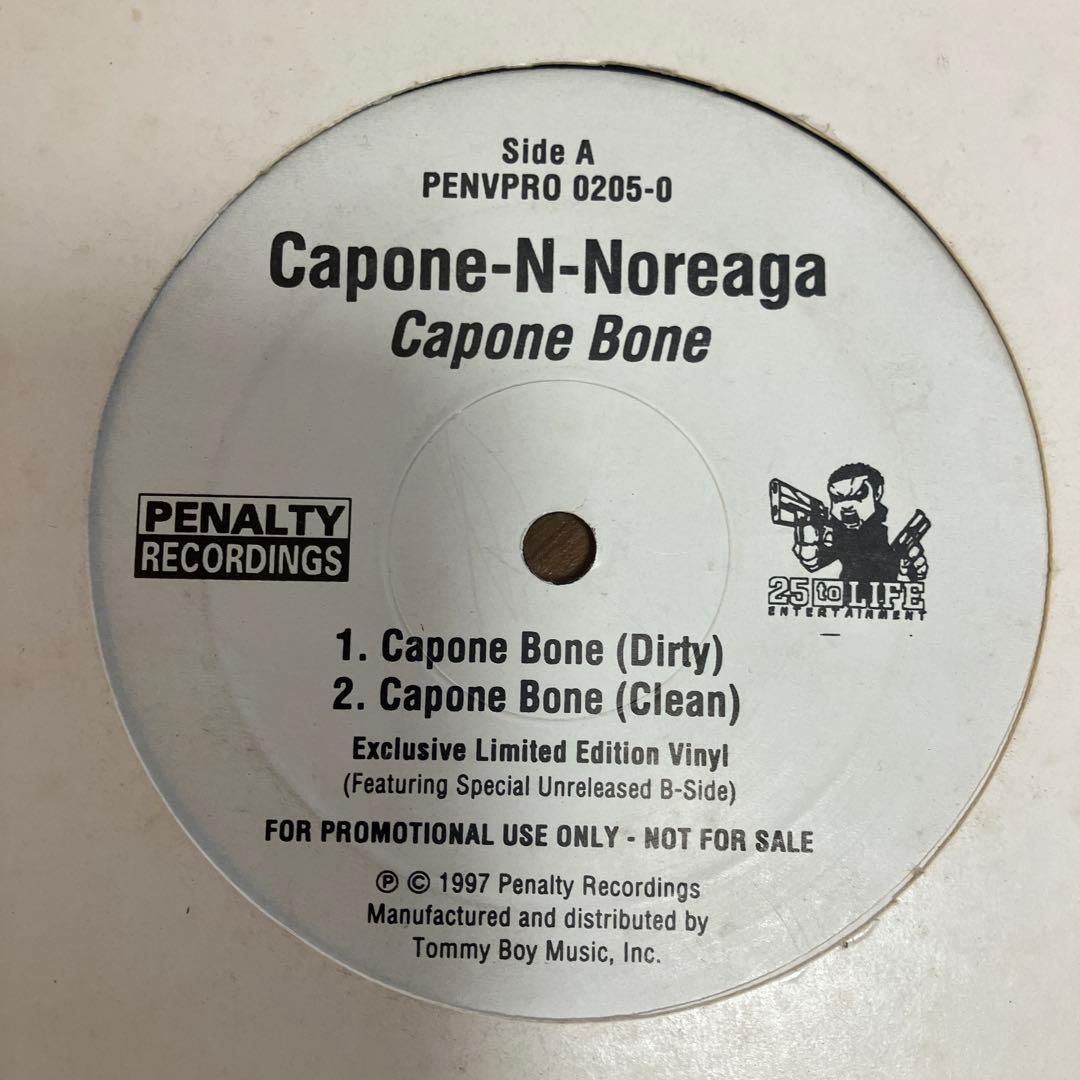 Side A
PENVPRO 0205-0
Capone-N-Noreaga
Capone Bone
PENALTY
RECORDINGS
25 to LIFE
ENTERTAINMENT
1. Capone Bone (Dirty)
2. Capone Bone (Clean)
Exclusive Limited Edition Vinyl
(Featuring Special Unreleased B-Side)
FOR PROMOTIONAL USE ONLY - NOT FOR SALE
℗ © 1997 Penalty Recordings
Manufactured and distributed by
Tommy Boy Music, Inc.